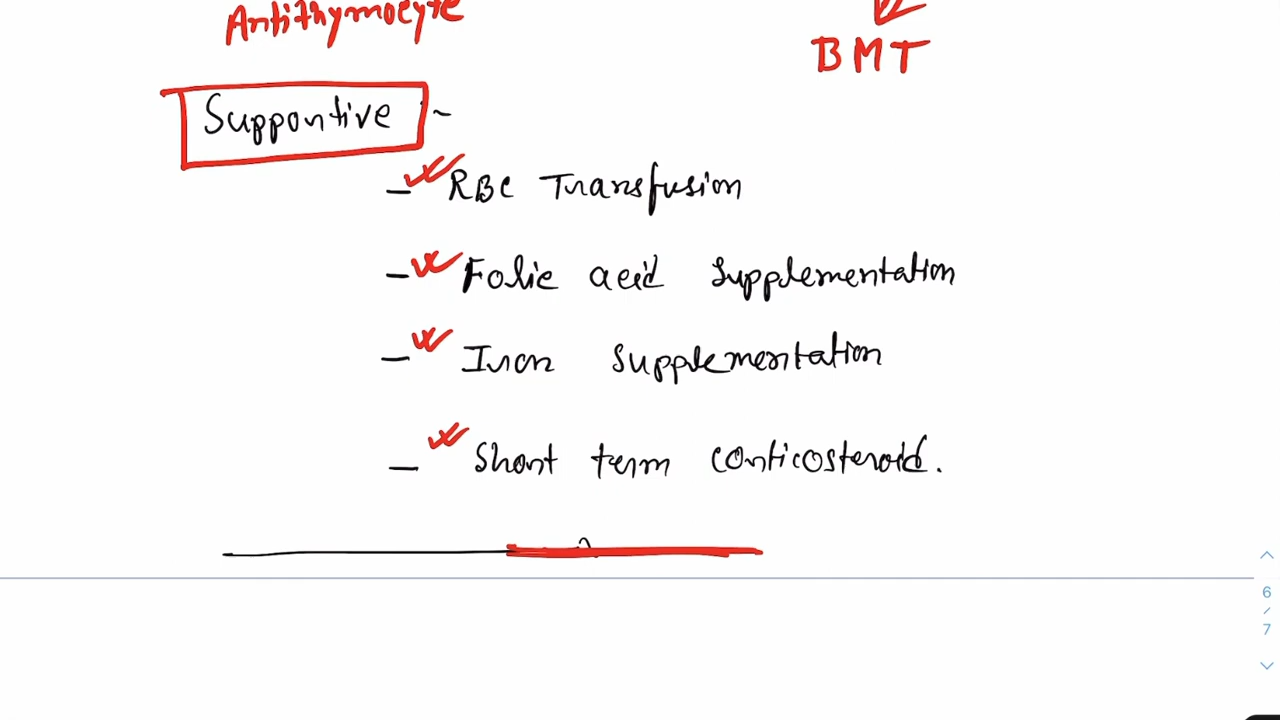 Antithymocyte
BMT
Supportive ~
- RBC Transfusion
- Folic acid supplementation
- Iron supplementation
- Short term corticosteroid.
6
/
7